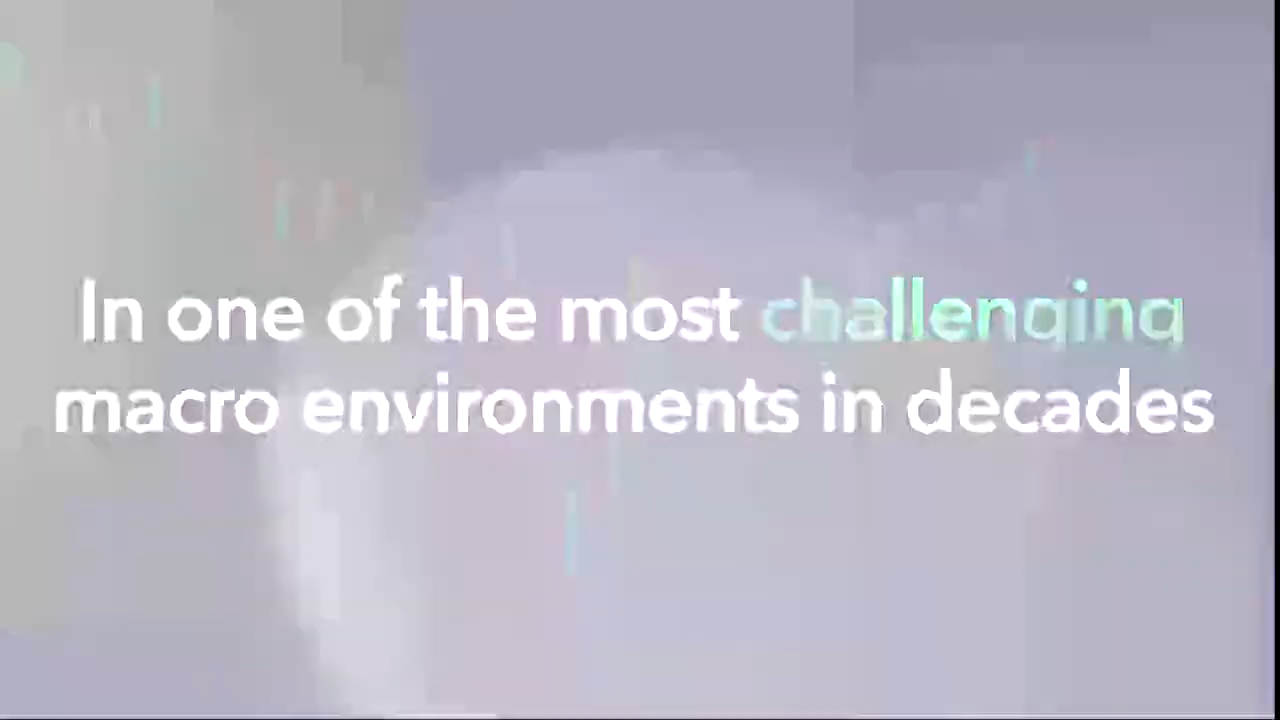 In one of the most challenging
macro environments in decades